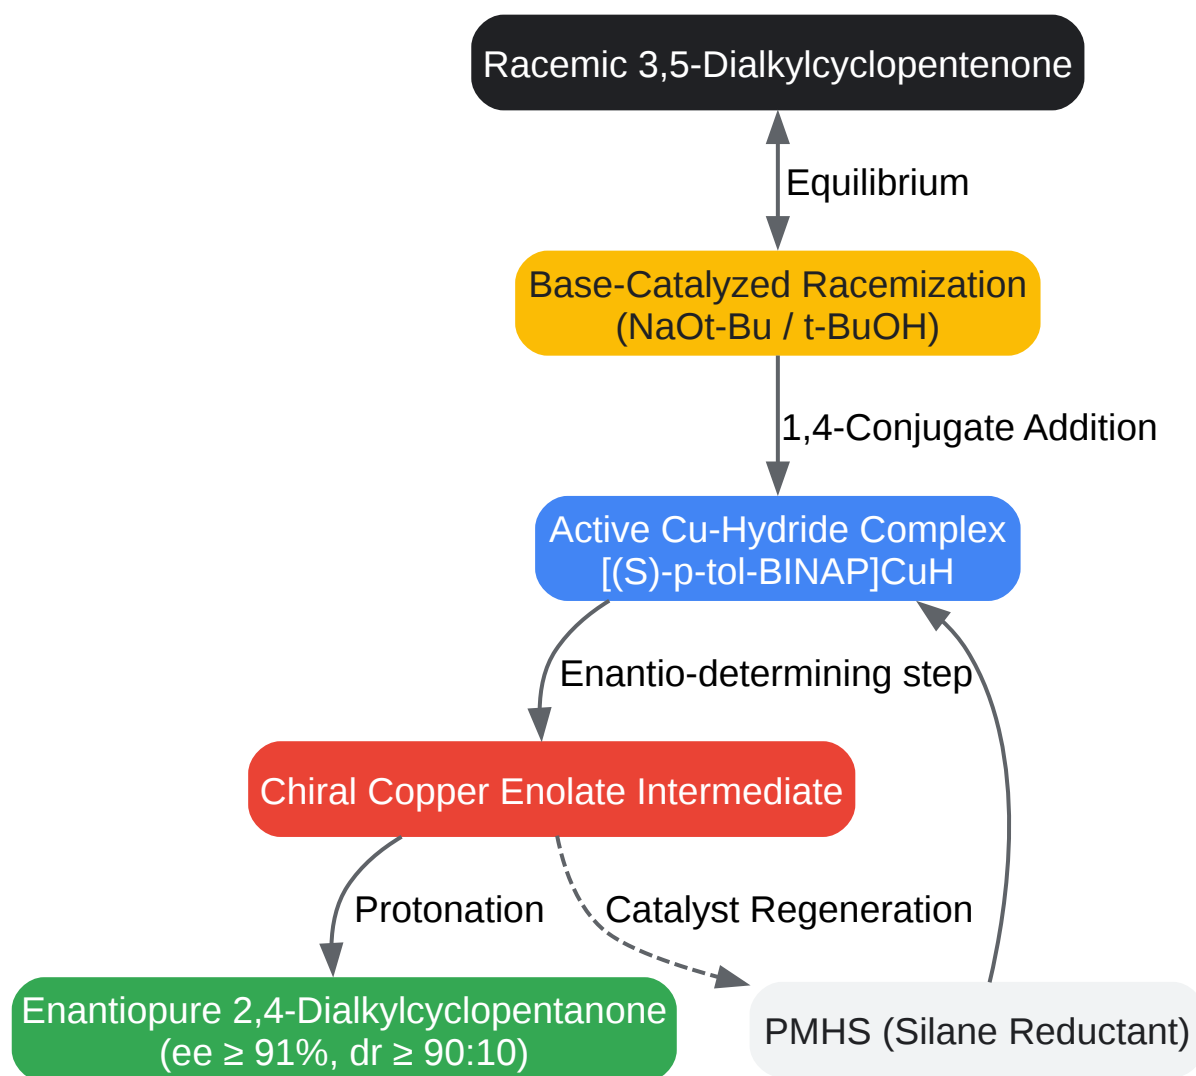 Racemic 3,5-Dialkylcyclopentenone
Equilibrium
Base-Catalyzed Racemization
(NaOt-Bu / t-BuOH)
1,4-Conjugate Addition
Active Cu-Hydride Complex
[(S)-p-tol-BINAP]CuH
Enantio-determining step
Chiral Copper Enolate Intermediate
Protonation
Catalyst Regeneration
Enantiopure 2,4-Dialkylcyclopentanone
(ee ≥ 91%, dr ≥ 90:10)
PMHS (Silane Reductant)